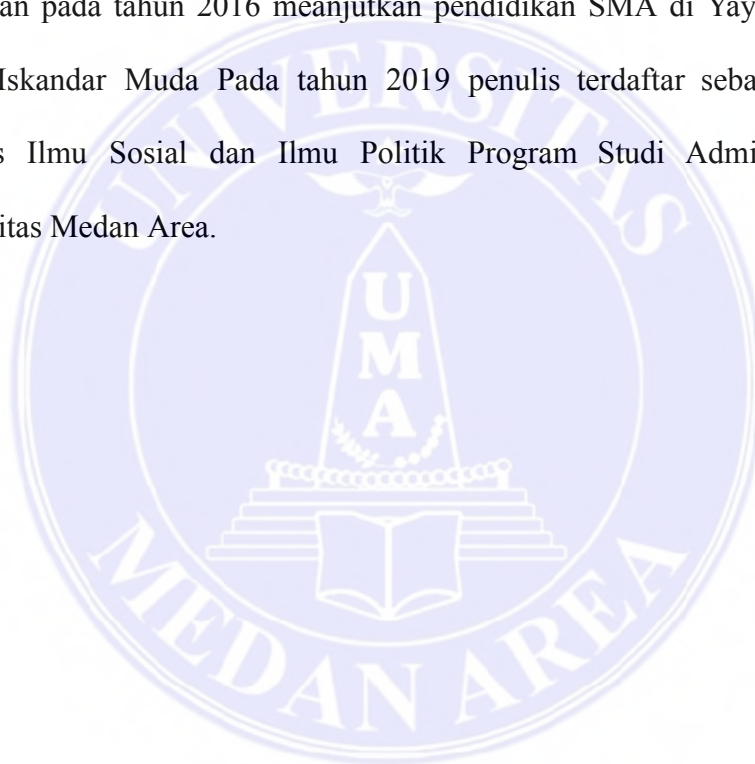 an pada tahun 2016 meanjutkan pendidikan SMA di Yay
Iskandar Muda Pada tahun 2019 penulis terdaftar seba
s Ilmu Sosial dan Ilmu Politik Program Studi Admi
itas Medan Area.
UNIVERSITAS
U
M
A
MEDAN AREA